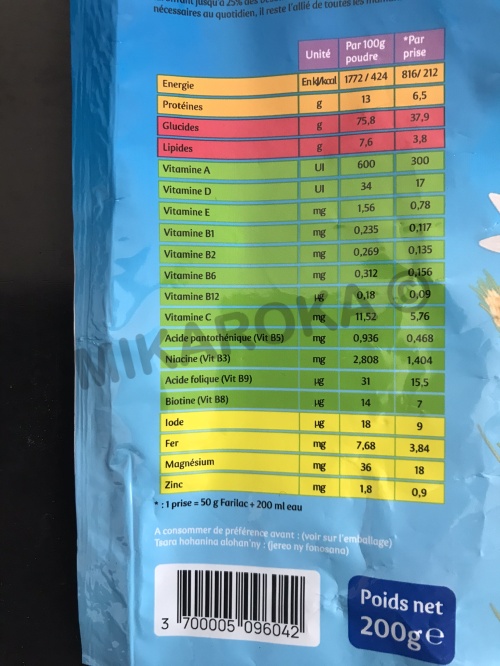 jusqu'à 25% des
nécessaires au quotidien, il reste l'allié de toutes les
Unité Par 100g poudre *Par prise
Energie En kJ/kcal 1772 / 424 816/ 212
Protéines g 13 6,5
Glucides g 75,8 37,9
Lipides g 7,6 3,8
Vitamine A UI 600 300
Vitamine D UI 34 17
Vitamine E mg 1,56 0,78
Vitamine B1 mg 0,235 0,117
Vitamine B2 mg 0,269 0,135
Vitamine B6 mg 0,312 0,156
Vitamine B12 µg 0,18 0,09
Vitamine C mg 11,52 5,76
Acide pantothénique (Vit B5) mg 0,936 0,468
Niacine (Vit B3) mg 2,808 1,404
Acide folique (Vit B9) µg 31 15,5
Biotine (Vit B8) µg 14 7
Iode µg 18 9
Fer mg 7,68 3,84
Magnésium mg 36 18
Zinc mg 1,8 0,9
MIKAROKA ©
* : 1 prise = 50 g Farilac + 200 ml eau
A consommer de préférence avant : (voir sur l'emballage)
Tsara hohanina alohan'ny : (jereo ny fonosana)
3 700005 096042
Poids net
200g e